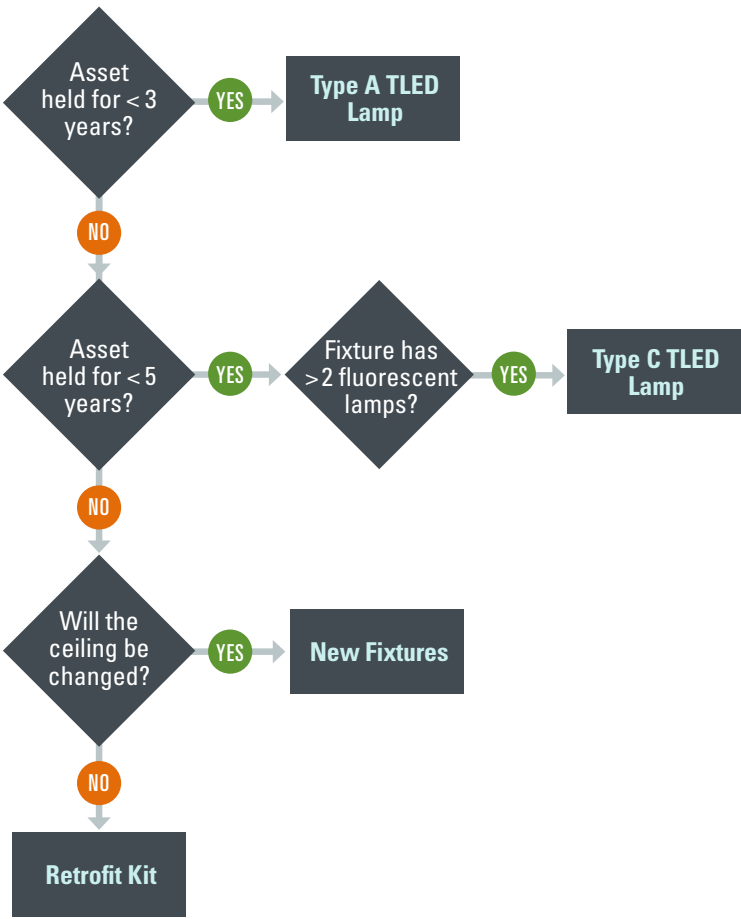 Asset
held for < 3
years?
YES
Type A TLED
Lamp
NO
Asset
held for < 5
years?
YES
Fixture has
>2 fluorescent
lamps?
YES
Type C TLED
Lamp
NO
Will the
ceiling be
changed?
YES
New Fixtures
NO
Retrofit Kit